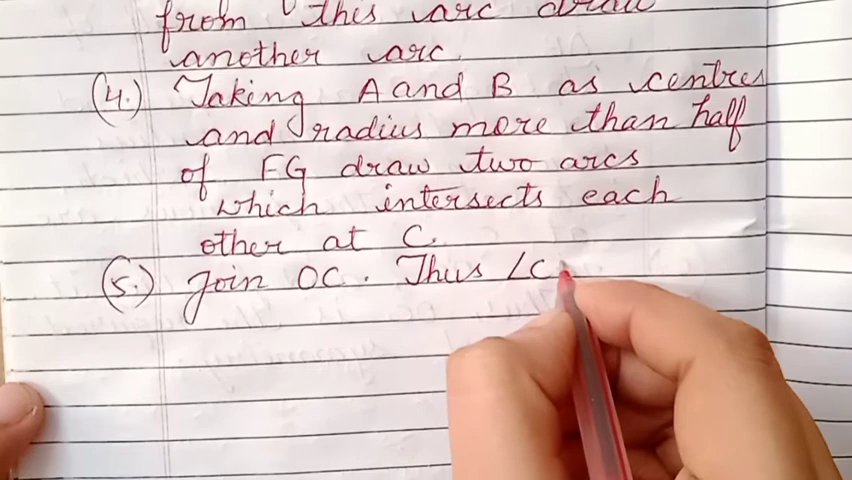 from this arc draw
another arc.
(4.) Taking A and B as centres
and radius more than half
of FG draw two arcs
which intersects each
other at C.
(5.) Join OC. Thus ∠C